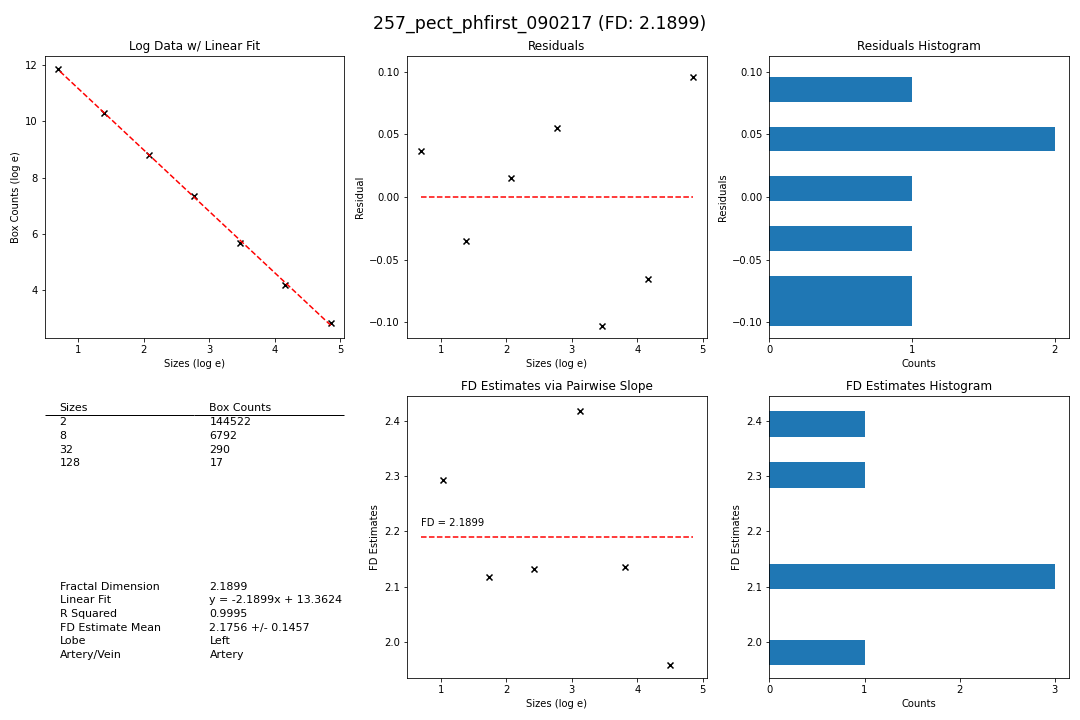 257_pect_phfirst_090217 (FD: 2.1899)
Log Data w/ Linear Fit
12
10
8
6
4
Box Counts (log e)
1 2 3 4 5
Sizes (log e)
Residuals
0.10
0.05
0.00
−0.05
−0.10
Residual
1 2 3 4 5
Sizes (log e)
Residuals Histogram
0.10
0.05
0.00
−0.05
−0.10
Residuals
0 1 2
Counts
Sizes Box Counts
2 144522
8 6792
32 290
128 17
Fractal Dimension 2.1899
Linear Fit y = -2.1899x + 13.3624
R Squared 0.9995
FD Estimate Mean 2.1756 +/- 0.1457
Lobe Left
Artery/Vein Artery
FD Estimates via Pairwise Slope
2.4
2.3
2.2
2.1
2.0
FD Estimates
FD = 2.1899
1 2 3 4 5
Sizes (log e)
FD Estimates Histogram
2.4
2.3
2.2
2.1
2.0
FD Estimates
0 1 2 3
Counts